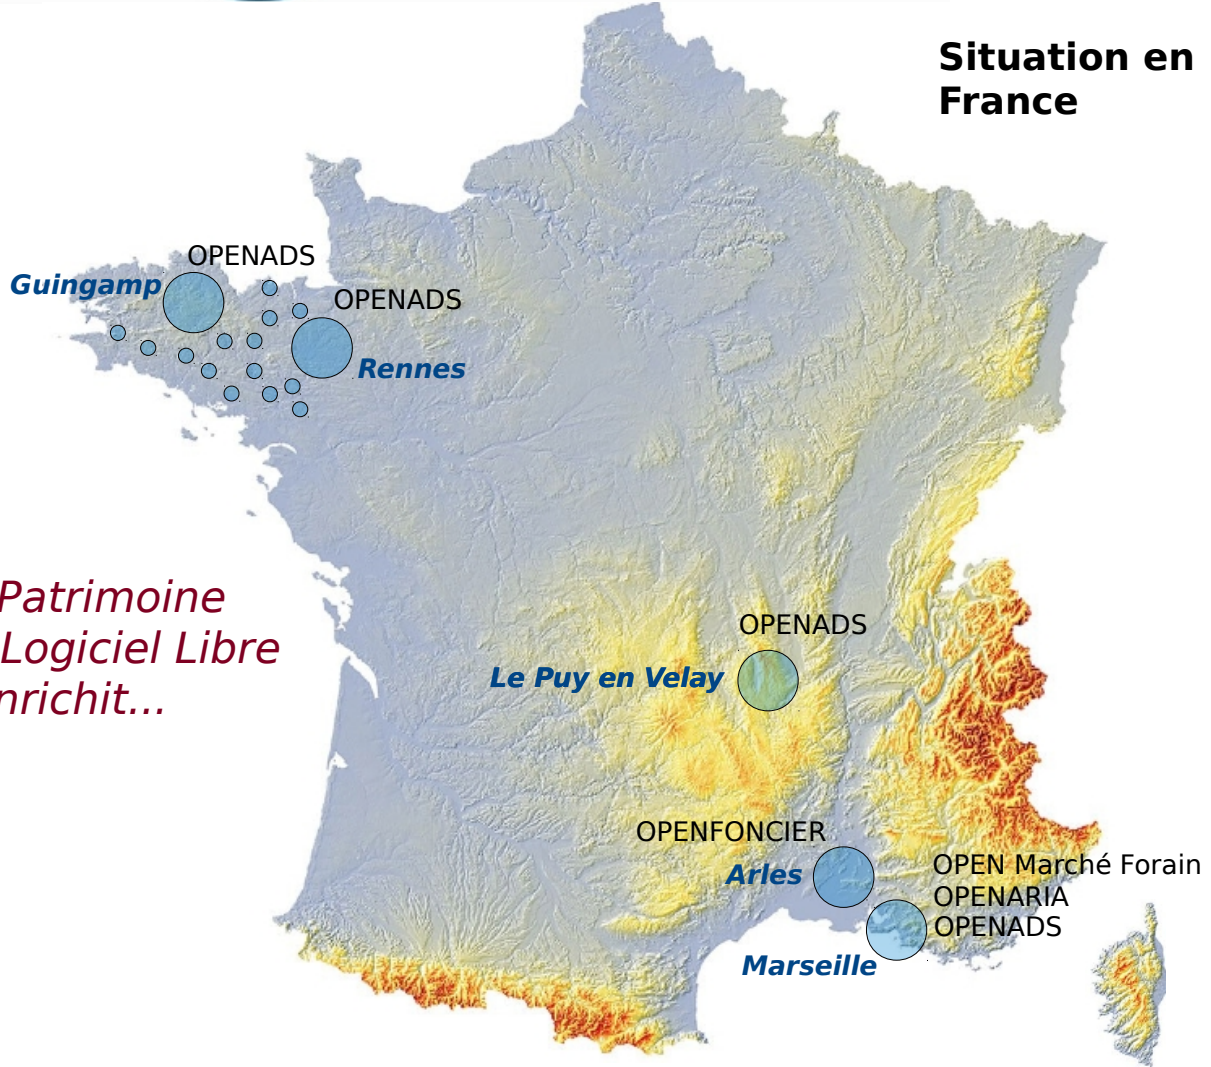 Situation en
France
OPENADS
Guingamp
OPENADS
Rennes
Patrimoine
Logiciel Libre
nrichit...
OPENADS
Le Puy en Velay
OPENFONCIER
Arles
OPEN Marché Forain
OPENARIA
OPENADS
Marseille